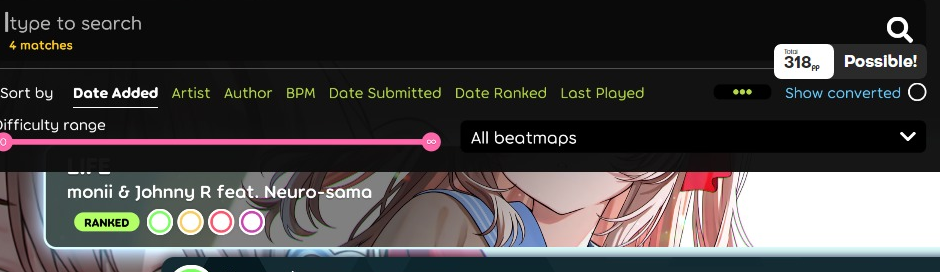 type to search
4 matches
Total
318pp
Possible!
Sort by Date Added Artist Author BPM Date Submitted Date Ranked Last Played ••• Show converted
Difficulty range
0 ∞
All beatmaps
LIFE
monii & Johnny R feat. Neuro-sama
RANKED